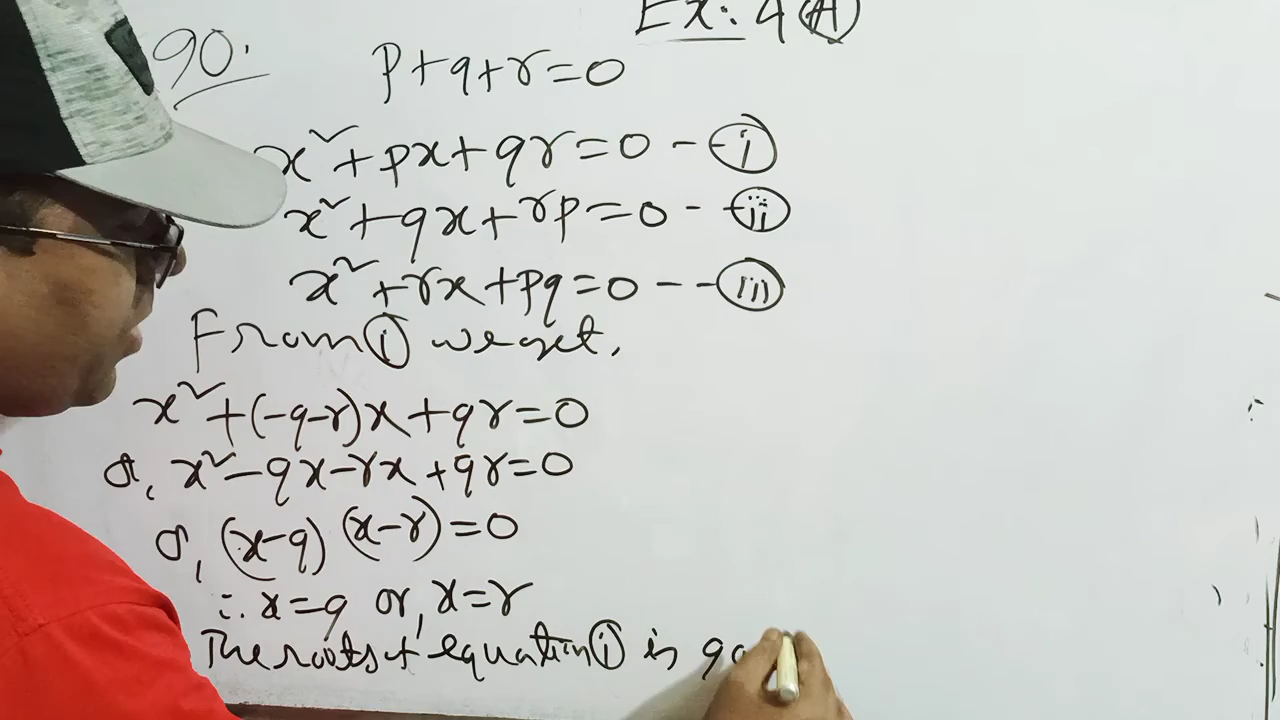 Ex: 4 (A)
90.
p+q+r=0
x²+px+qr=0 - - (i)
x²+qx+rp=0 - - (ii)
x²+rx+pq=0 - - (iii)
From (i) we get,
x²+(-q-r)x+qr=0
or, x²-qx-rx+qr=0
or, (x-q) (x-r)=0
∴ x=q or, x=r
The roots of equation (i) is q